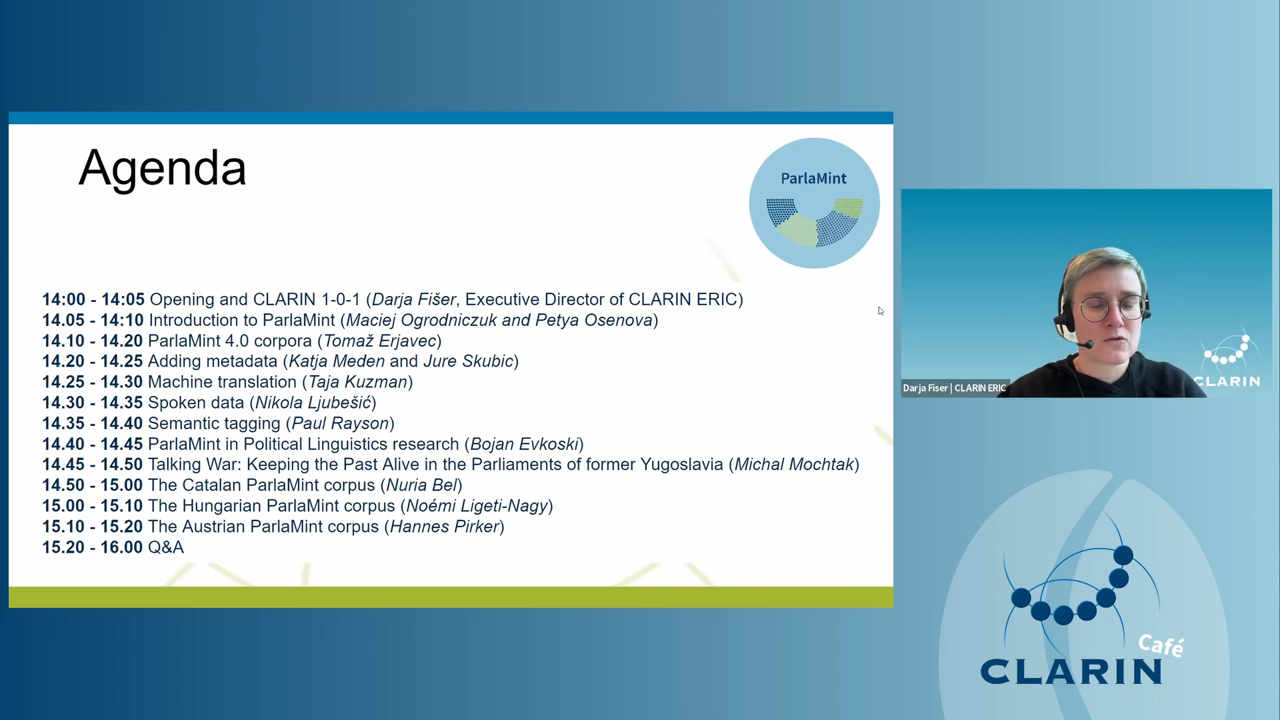 Agenda
ParlaMint
14:00 - 14:05 Opening and CLARIN 1-0-1 (Darja Fišer, Executive Director of CLARIN ERIC)
14.05 - 14:10 Introduction to ParlaMint (Maciej Ogrodniczuk and Petya Osenova)
14.10 - 14.20 ParlaMint 4.0 corpora (Tomaž Erjavec)
14.20 - 14.25 Adding metadata (Katja Meden and Jure Skubic)
14.25 - 14.30 Machine translation (Taja Kuzman)
14.30 - 14.35 Spoken data (Nikola Ljubešić)
14.35 - 14.40 Semantic tagging (Paul Rayson)
14.40 - 14.45 ParlaMint in Political Linguistics research (Bojan Evkoski)
14.45 - 14.50 Talking War: Keeping the Past Alive in the Parliaments of former Yugoslavia (Michal Mochtak)
14.50 - 15.00 The Catalan ParlaMint corpus (Nuria Bel)
15.00 - 15.10 The Hungarian ParlaMint corpus (Noémi Ligeti-Nagy)
15.10 - 15.20 The Austrian ParlaMint corpus (Hannes Pirker)
15.20 - 16.00 Q&A
CLARIN
Darja Fiser | CLARIN ERIC
Café
CLARIN